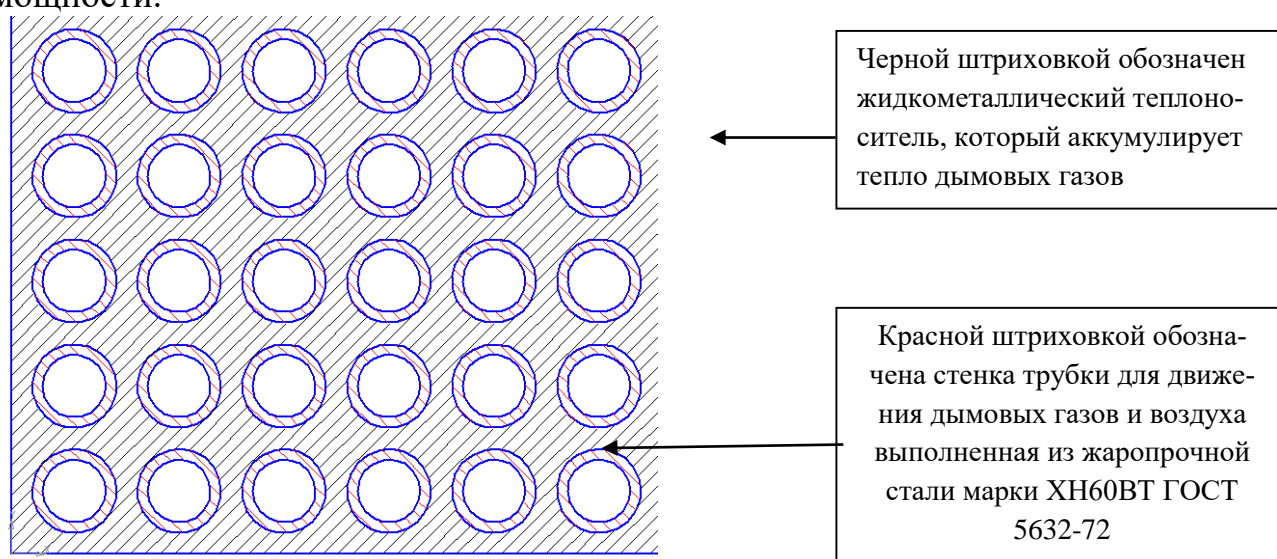 мощности.
Черной штриховкой обозначен
жидкометаллический теплоно-
ситель, который аккумулирует
тепло дымовых газов
Красной штриховкой обозна-
чена стенка трубки для движе-
ния дымовых газов и воздуха
выполненная из жаропрочной
стали марки ХН60ВТ ГОСТ
5632-72